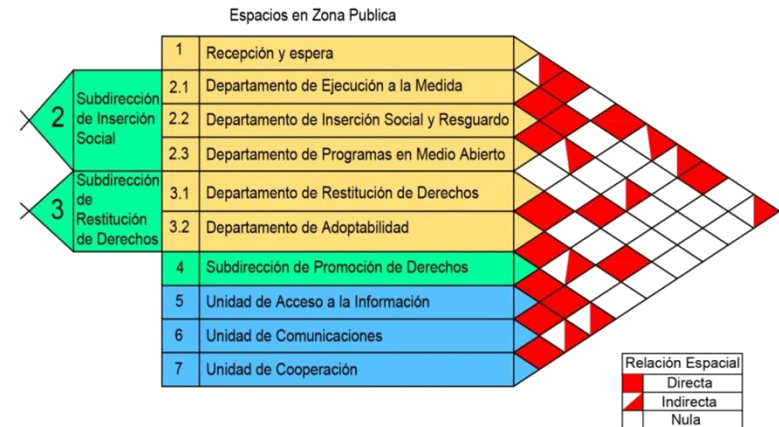 Espacios en Zona Publica
1 Recepción y espera
2 Subdirección
de Inserción
Social
2.1 Departamento de Ejecución a la Medida
2.2 Departamento de Inserción Social y Resguardo
2.3 Departamento de Programas en Medio Abierto
3 Subdirección
de
Restitución
de Derechos
3.1 Departamento de Restitución de Derechos
3.2 Departamento de Adoptabilidad
4 Subdirección de Promoción de Derechos
5 Unidad de Acceso a la Información
6 Unidad de Comunicaciones
7 Unidad de Cooperación
Relación Espacial
Directa
Indirecta
Nula